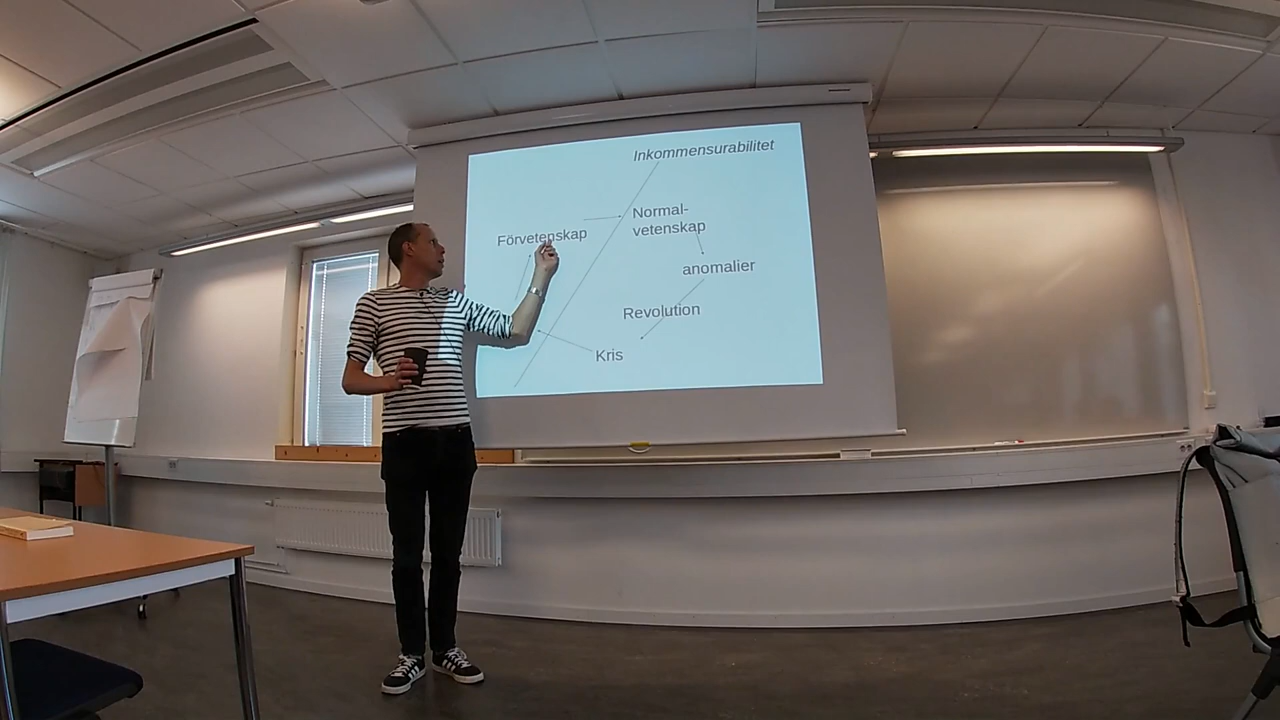 Inkommensurabilitet
Normal-
vetenskap
Förvetenskap
anomalier
Revolution
Kris